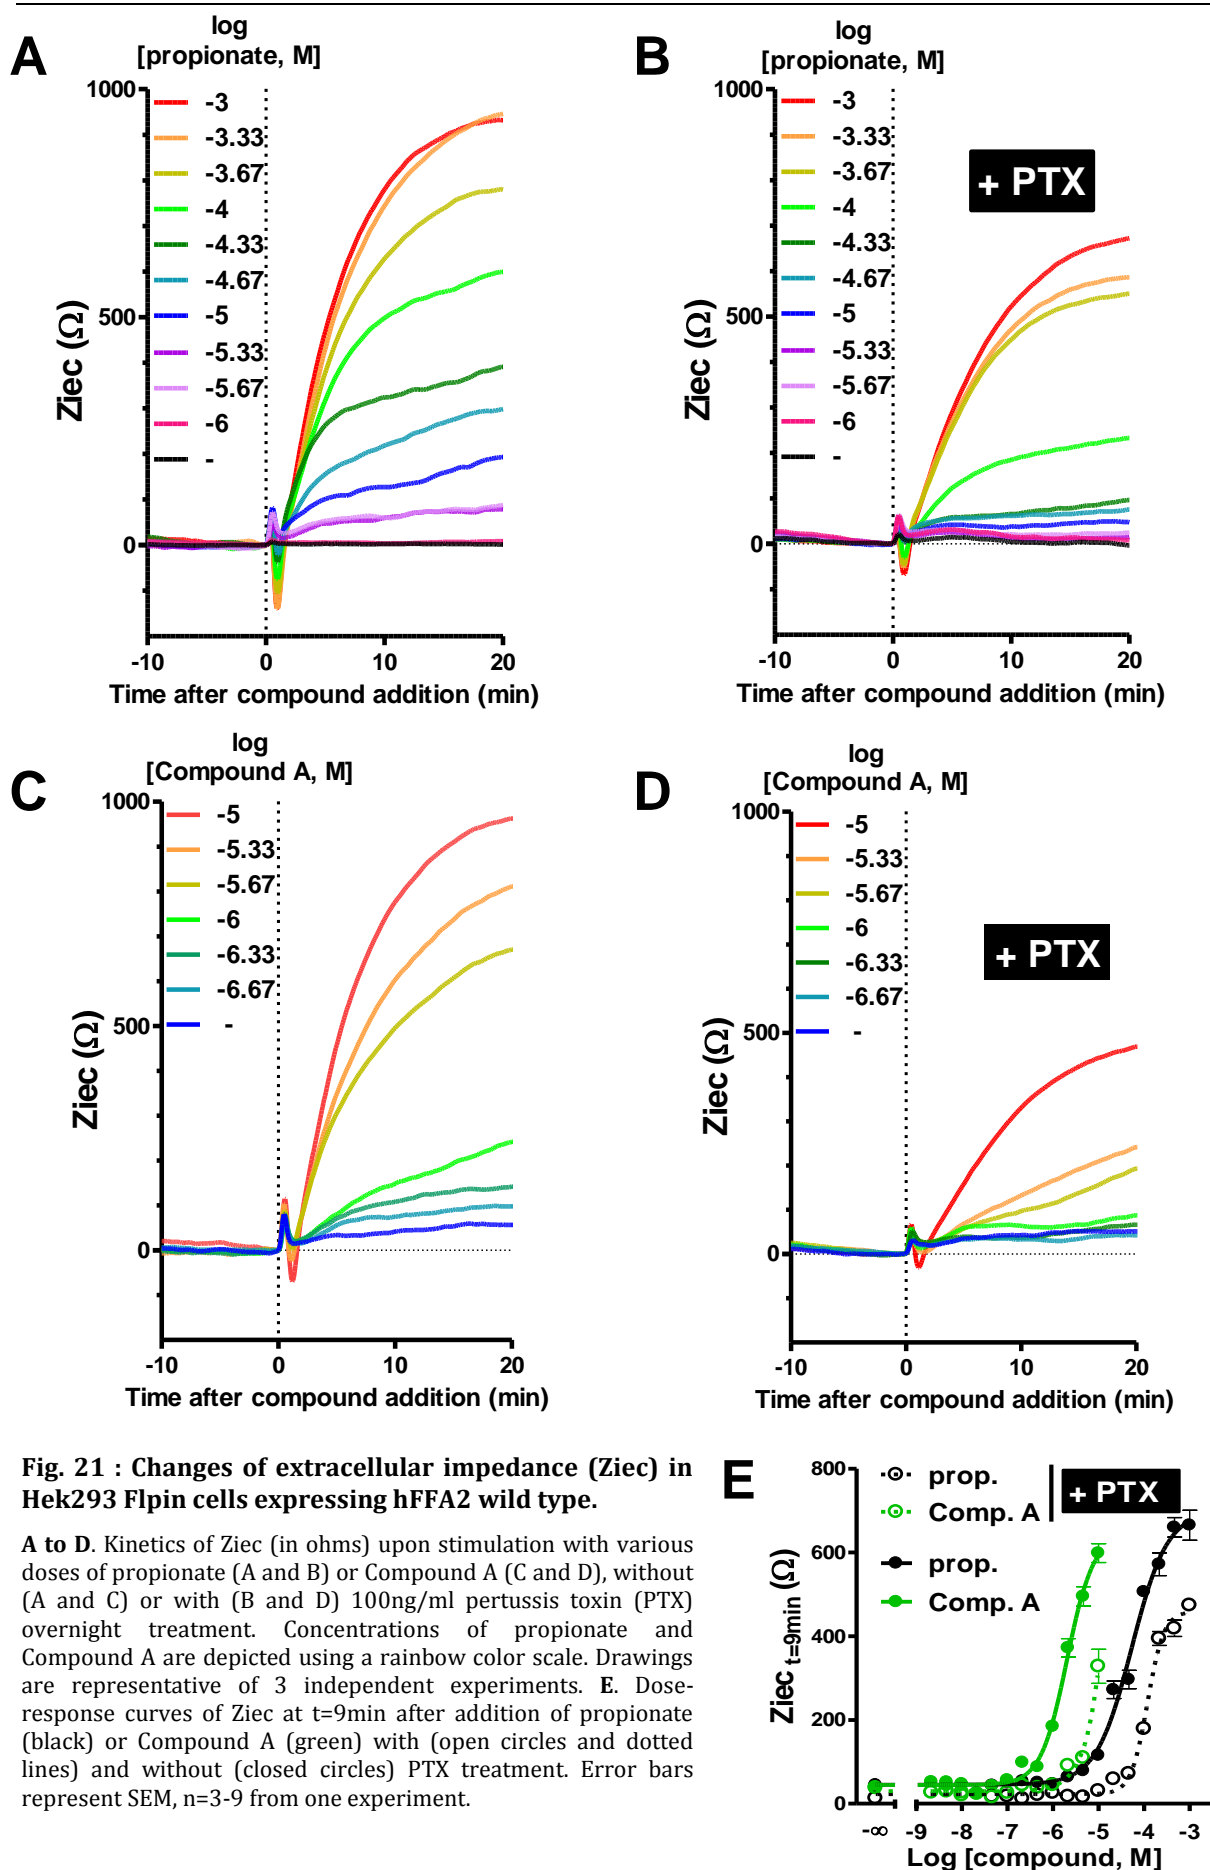 A
log
[propionate, M]
1000
-3
-3.33
-3.67
-4
-4.33
-4.67
-5
-5.33
-5.67
-6
-
500
0
Ziec (Ω)
-10 0 10 20
Time after compound addition (min)
B
log
[propionate, M]
1000
-3
-3.33
-3.67
-4
-4.33
-4.67
-5
-5.33
-5.67
-6
-
+ PTX
500
0
Ziec (Ω)
-10 0 10 20
Time after compound addition (min)
C
log
[Compound A, M]
1000
-5
-5.33
-5.67
-6
-6.33
-6.67
-
500
0
Ziec (Ω)
-10 0 10 20
Time after compound addition (min)
D
log
[Compound A, M]
1000
-5
-5.33
-5.67
-6
-6.33
-6.67
-
+ PTX
500
0
Ziec (Ω)
-10 0 10 20
Time after compound addition (min)
Fig. 21 : Changes of extracellular impedance (Ziec) in
Hek293 Flpin cells expressing hFFA2 wild type.
A to D. Kinetics of Ziec (in ohms) upon stimulation with various
doses of propionate (A and B) or Compound A (C and D), without
(A and C) or with (B and D) 100ng/ml pertussis toxin (PTX)
overnight treatment. Concentrations of propionate and
Compound A are depicted using a rainbow color scale. Drawings
are representative of 3 independent experiments. E. Dose-
response curves of Ziec at t=9min after addition of propionate
(black) or Compound A (green) with (open circles and dotted
lines) and without (closed circles) PTX treatment. Error bars
represent SEM, n=3-9 from one experiment.
E
800
600
400
200
0
Ziec t=9min (Ω)
prop.
Comp. A
+ PTX
prop.
Comp. A
-∞ -9 -8 -7 -6 -5 -4 -3
Log [compound, M]